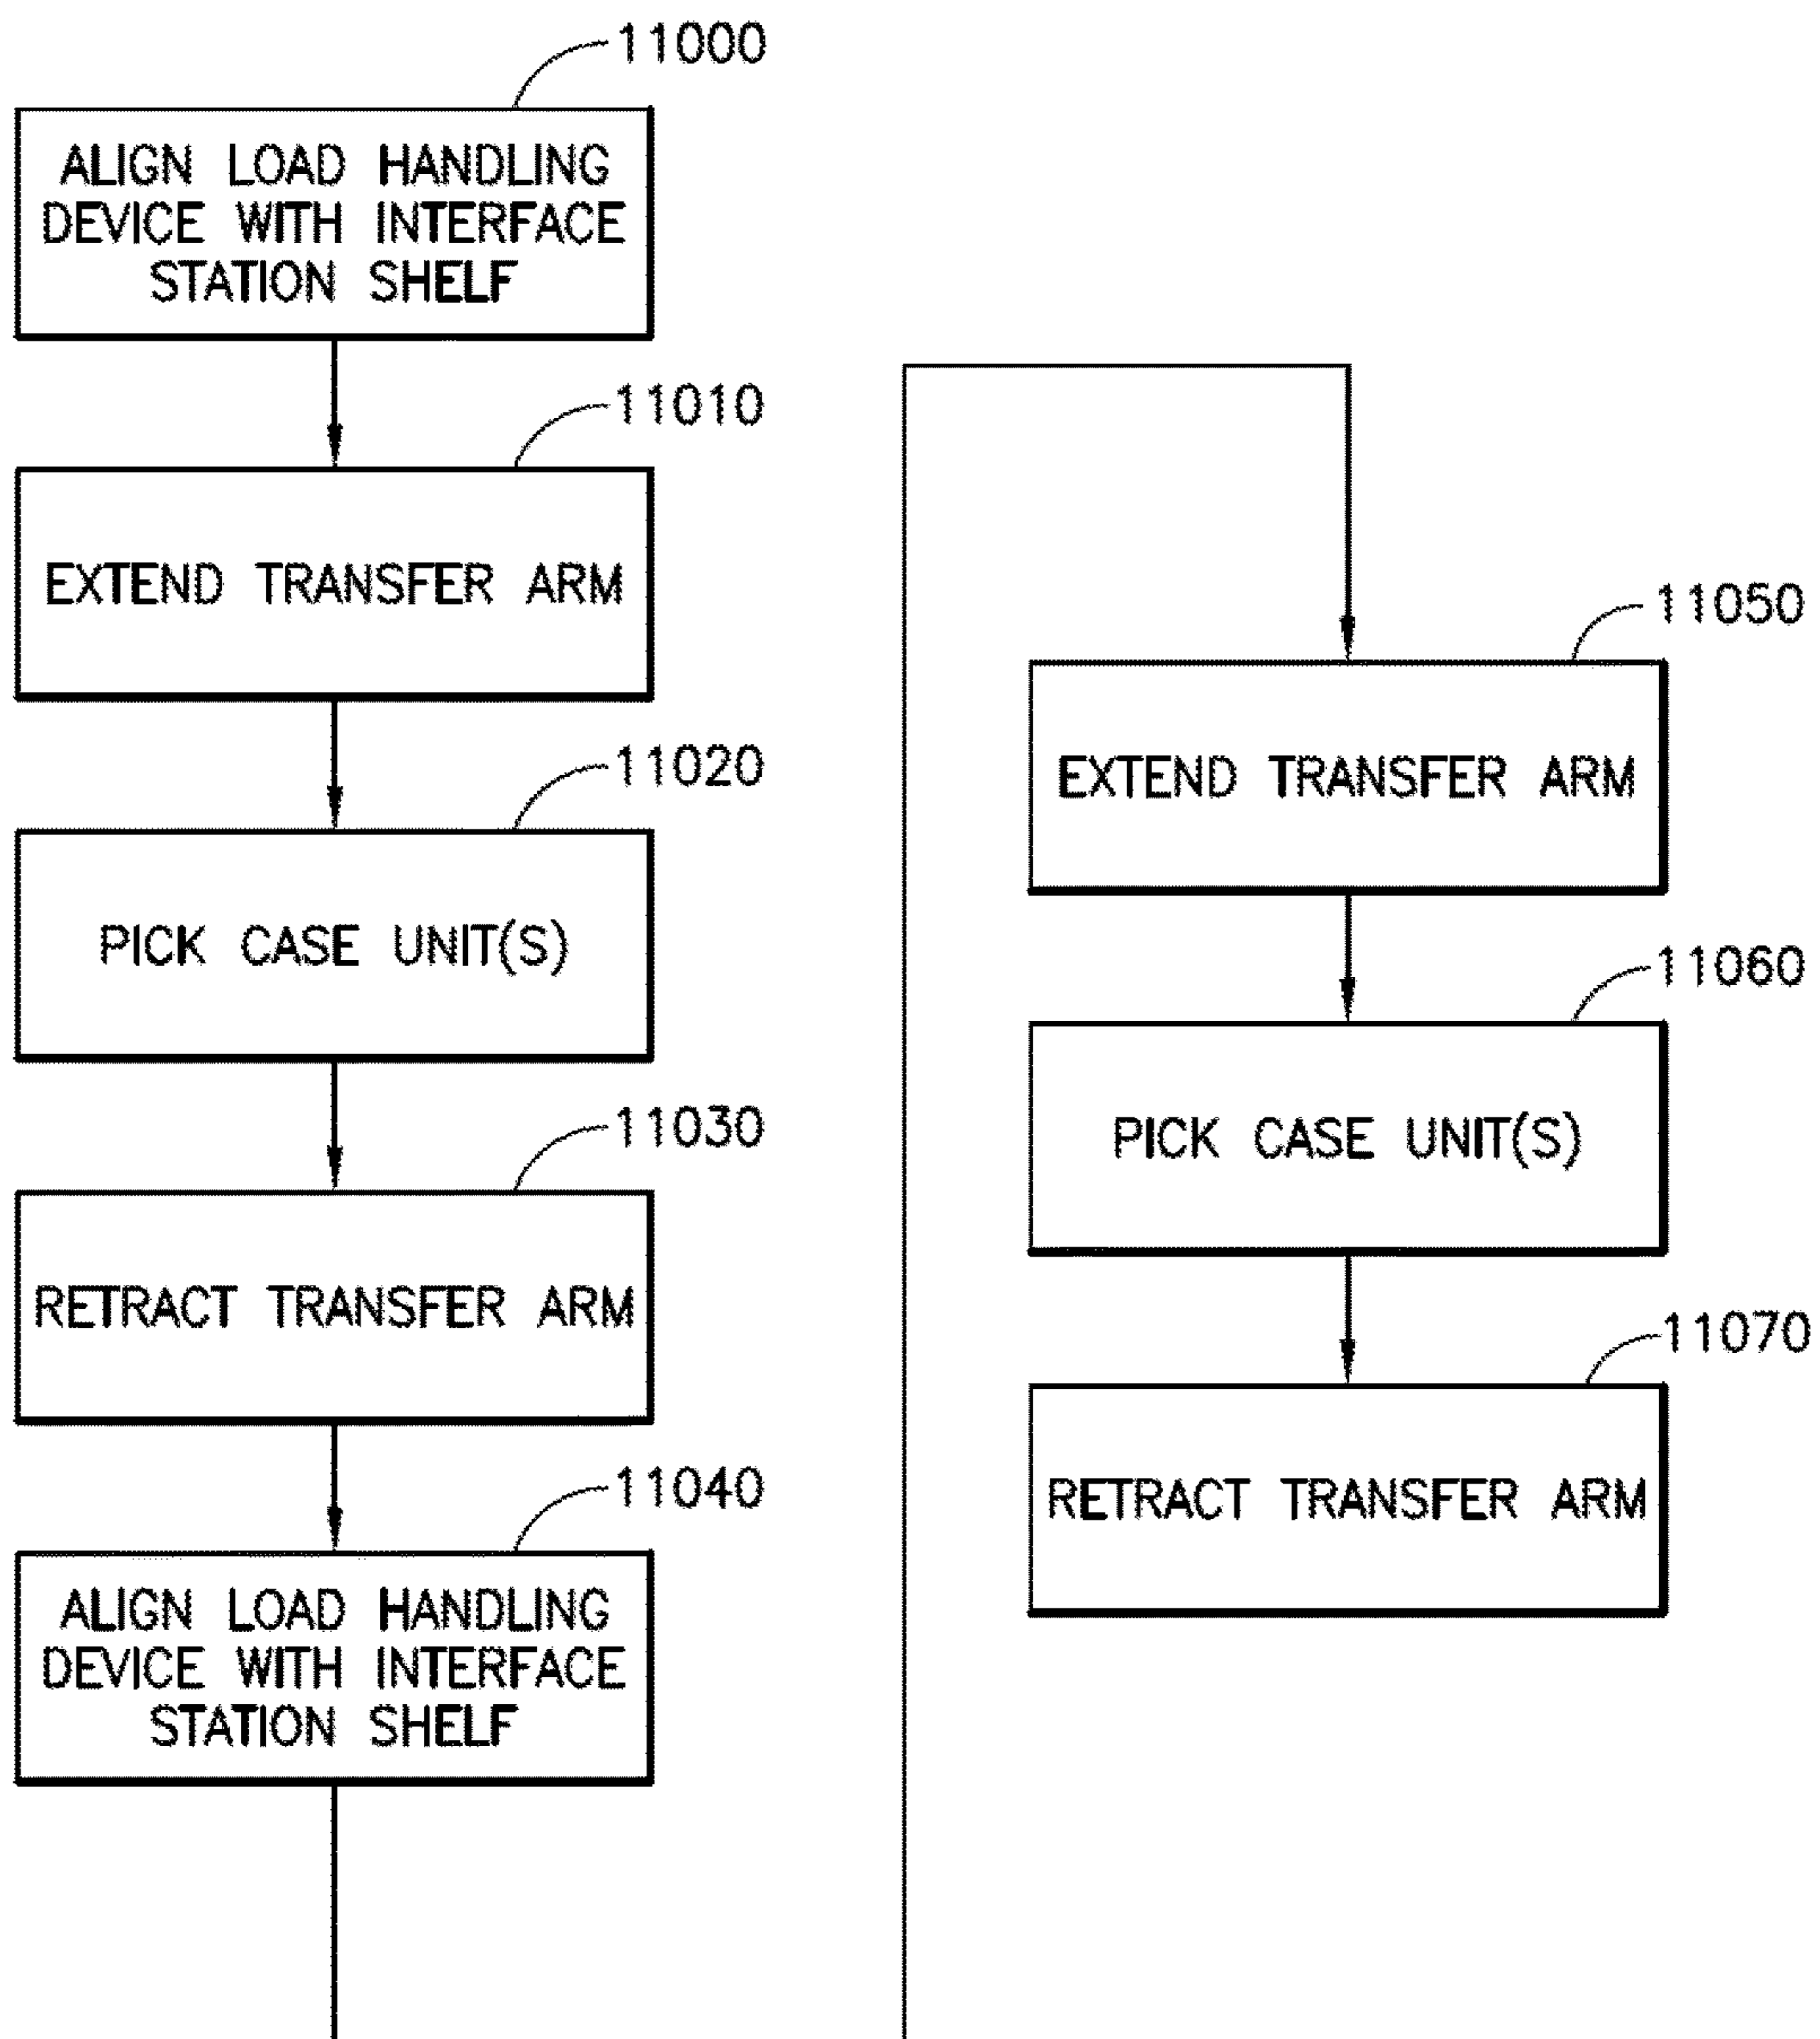 11000
ALIGN LOAD HANDLING
DEVICE WITH INTERFACE
STATION SHELF
11010
EXTEND TRANSFER ARM
11020
PICK CASE UNIT(S)
11030
RETRACT TRANSFER ARM
11040
ALIGN LOAD HANDLING
DEVICE WITH INTERFACE
STATION SHELF
11050
EXTEND TRANSFER ARM
11060
PICK CASE UNIT(S)
11070
RETRACT TRANSFER ARM